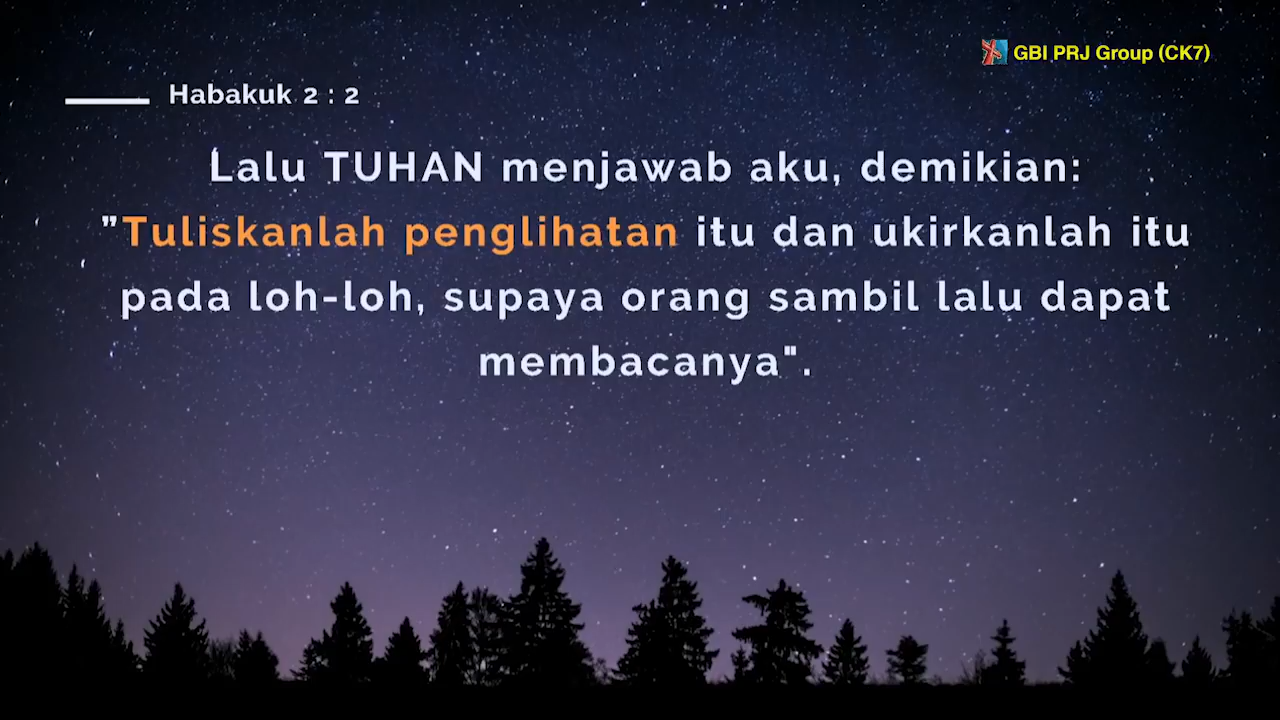 GBI PRJ Group (CK7)
Habakuk 2 : 2
Lalu TUHAN menjawab aku, demikian:
"Tuliskanlah penglihatan itu dan ukirkanlah itu
pada loh-loh, supaya orang sambil lalu dapat
membacanya".